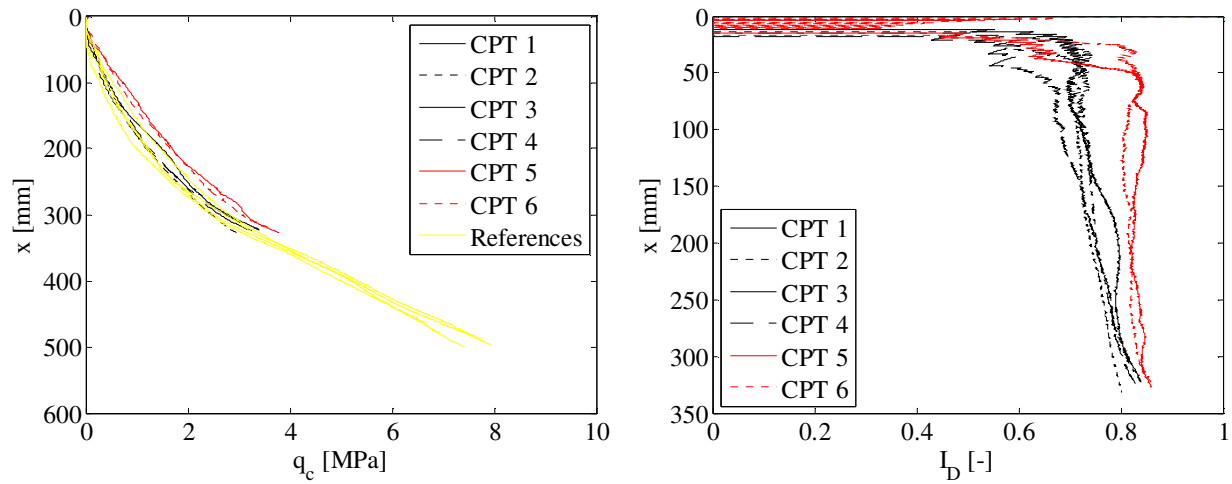 0
100
200
300
400
500
600
x [mm]
0
2
4
6
8
10
q_c [MPa]
CPT 1
CPT 2
CPT 3
CPT 4
CPT 5
CPT 6
References
0
50
100
150
200
250
300
350
x [mm]
0
0.2
0.4
0.6
0.8
1
I_D [-]
CPT 1
CPT 2
CPT 3
CPT 4
CPT 5
CPT 6